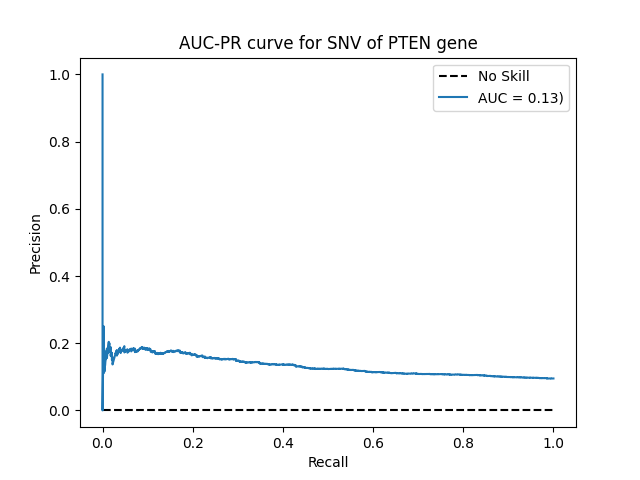 AUC-PR curve for SNV of PTEN gene
1.0
0.8
0.6
0.4
0.2
0.0
Precision
No Skill
AUC = 0.13)
0.0 0.2 0.4 0.6 0.8 1.0
Recall